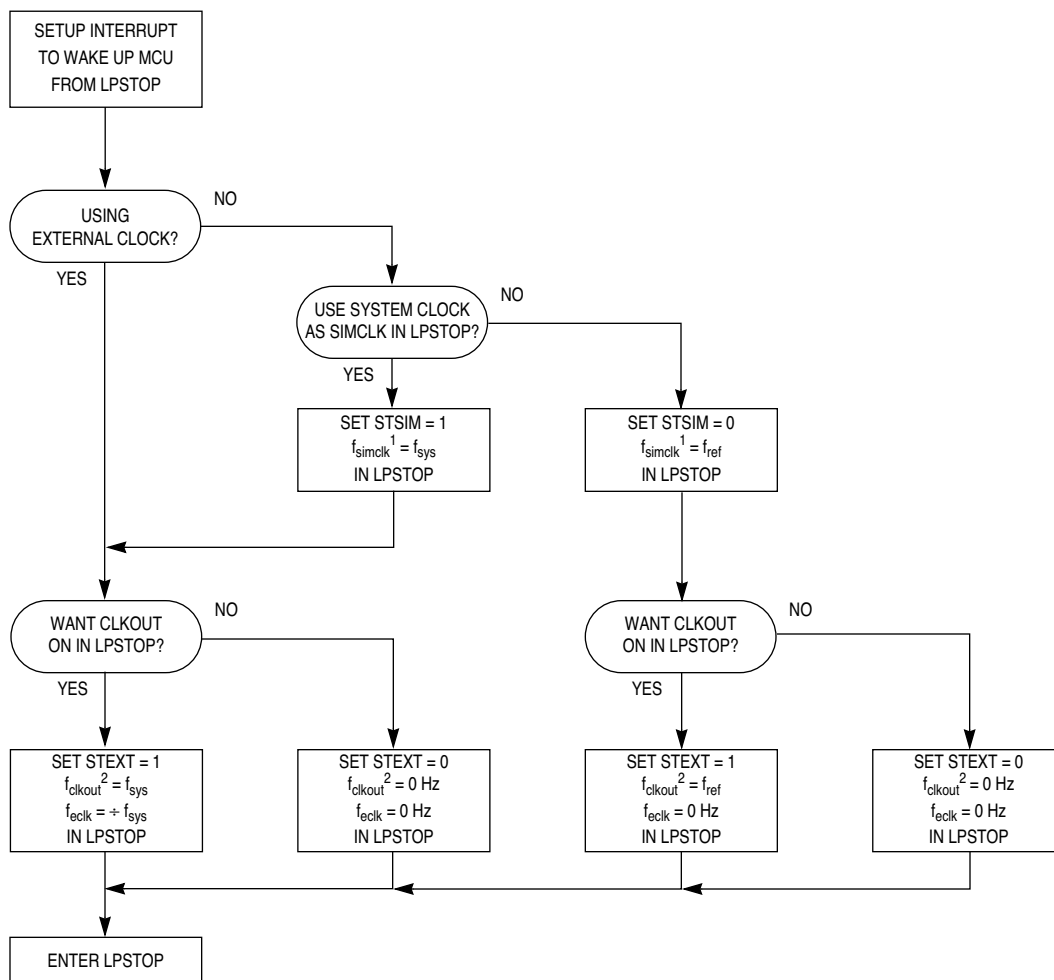 SETUP INTERRUPT
TO WAKE UP MCU
FROM LPSTOP
USING
EXTERNAL CLOCK?
NO
YES
USE SYSTEM CLOCK
AS SIMCLK IN LPSTOP?
NO
YES
SET STSIM = 1
fsimclk1 = fsys
IN LPSTOP
SET STSIM = 0
fsimclk1 = fref
IN LPSTOP
WANT CLKOUT
ON IN LPSTOP?
NO
YES
WANT CLKOUT
ON IN LPSTOP?
NO
YES
SET STEXT = 1
fclkout2 = fsys
feclk = ÷ fsys
IN LPSTOP
SET STEXT = 0
fclkout2 = 0 Hz
feclk = 0 Hz
IN LPSTOP
SET STEXT = 1
fclkout2 = fref
feclk = 0 Hz
IN LPSTOP
SET STEXT = 0
fclkout2 = 0 Hz
feclk = 0 Hz
IN LPSTOP
ENTER LPSTOP